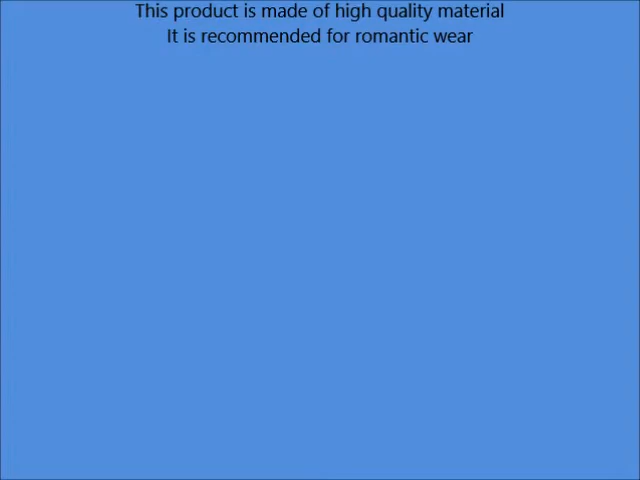 This product is made of high quality material
It is recommended for romantic wear